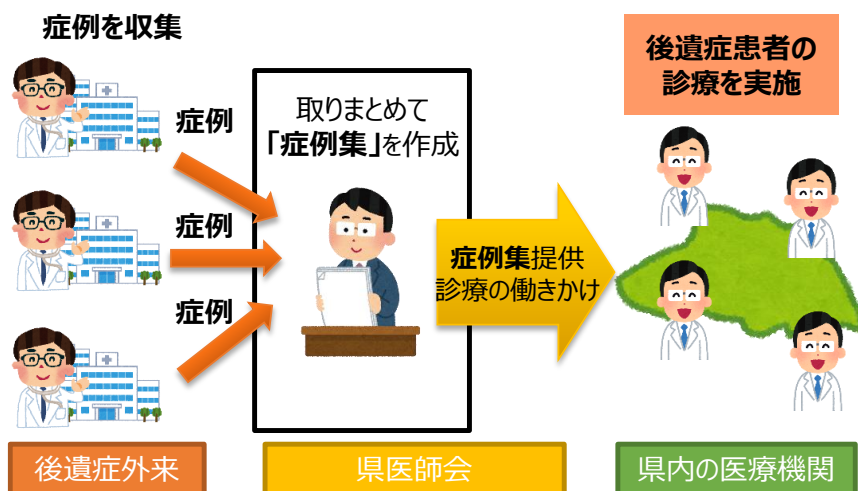 症例を収集
症例
症例
症例
取りまとめて
「症例集」を作成
症例集提供
診療の働きかけ
後遺症患者の
診療を実施
後遺症外来
県医師会
県内の医療機関